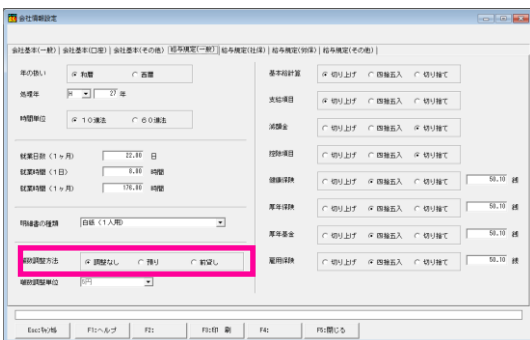 会社情報設定
会社基本(一般) 会社基本(口座) 会社基本(その他) 給与規定(一般) 給与規定(社保) 給与規定(労保) 給与規定(その他)
年の扱い 和暦 西暦
処理年 H 27 年
時間単位 10進法 60進法
就業日数(1ヶ月) 22.00 日
就業時間(1日) 8.00 時間
就業時間(1ヶ月) 176.00 時間
明細書の種類 白紙(1人用)
端数調整方法 調整なし 残り 前貸し
端数調整単位
基本給計算 切り上げ 四捨五入 切り捨て
支給項目 切り上げ 四捨五入 切り捨て
減額金 切り上げ 四捨五入 切り捨て
控除項目 切り上げ 四捨五入 切り捨て
健康保険 切り上げ 四捨五入 切り捨て 50.10 銭
厚年保険 切り上げ 四捨五入 切り捨て 50.10 銭
厚年基金 切り上げ 四捨五入 切り捨て 50.10 銭
雇用保険 切り上げ 四捨五入 切り捨て 50.10 銭
Esc:キャンセル F1:ヘルプ F2: F3:印 刷 F4: F5:閉じる